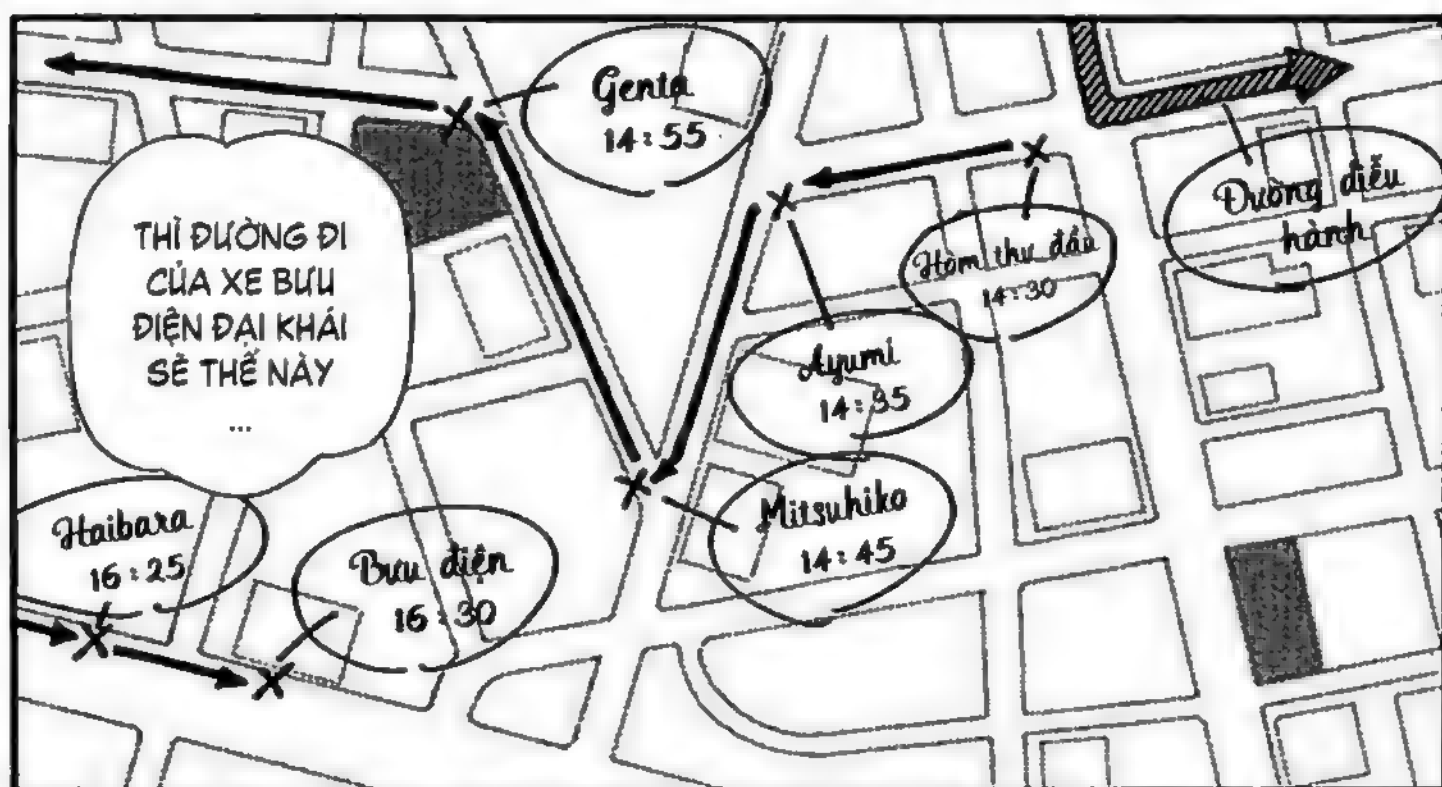 Genta
14:55
THÌ ĐƯỜNG ĐI
CỦA XE BƯU
ĐIỆN ĐẠI KHÁI
SẼ THẾ NÀY
...
Đường diễu
hành
Hòm thư đầu
14:30
Ayumi
14:35
Mitsuhiko
14:45
Haibara
16:25
Bưu điện
16:30